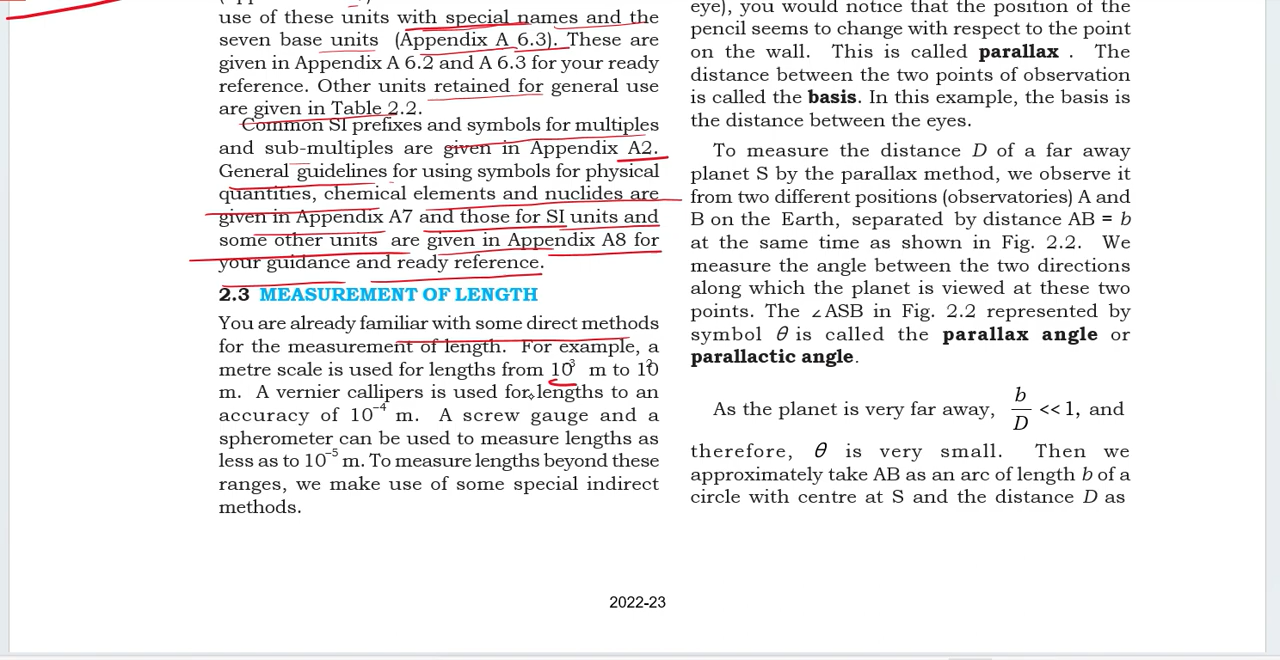 use of these units with special names and the
seven base units (Appendix A 6.3). These are
given in Appendix A 6.2 and A 6.3 for your ready
reference. Other units retained for general use
are given in Table 2.2.
Common SI prefixes and symbols for multiples
and sub-multiples are given in Appendix A2.
General guidelines for using symbols for physical
quantities, chemical elements and nuclides are
given in Appendix A7 and those for SI units and
some other units are given in Appendix A8 for
your guidance and ready reference.
2.3 MEASUREMENT OF LENGTH
You are already familiar with some direct methods
for the measurement of length. For example, a
metre scale is used for lengths from 10³ m to 10²
m. A vernier callipers is used for lengths to an
accuracy of 10⁻⁴ m. A screw gauge and a
spherometer can be used to measure lengths as
less as to 10⁻⁵ m. To measure lengths beyond these
ranges, we make use of some special indirect
methods.
eye), you would notice that the position of the
pencil seems to change with respect to the point
on the wall. This is called parallax . The
distance between the two points of observation
is called the basis. In this example, the basis is
the distance between the eyes.
To measure the distance D of a far away
planet S by the parallax method, we observe it
from two different positions (observatories) A and
B on the Earth, separated by distance AB = b
at the same time as shown in Fig. 2.2. We
measure the angle between the two directions
along which the planet is viewed at these two
points. The ∠ASB in Fig. 2.2 represented by
symbol θ is called the parallax angle or
parallactic angle.
As the planet is very far away, b/D << 1, and
therefore, θ is very small. Then we
approximately take AB as an arc of length b of a
circle with centre at S and the distance D as
2022-23